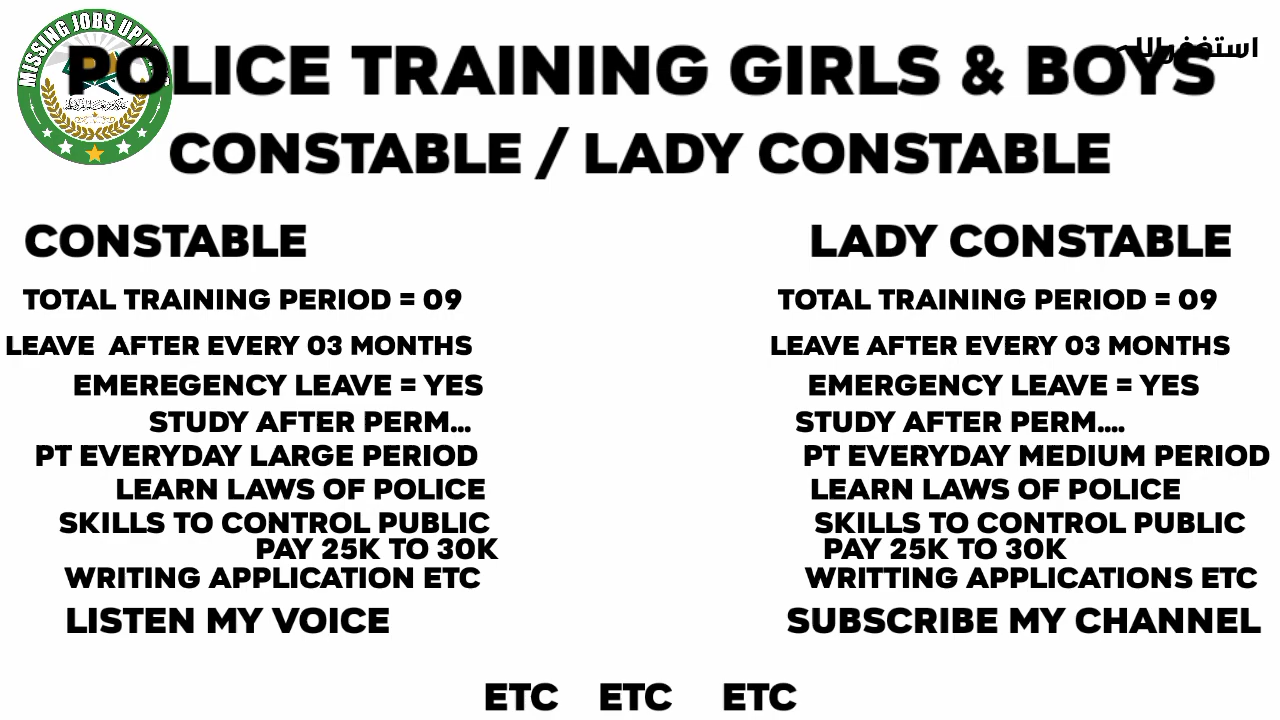 MISSING JOBS UPD
استغفراللہ
POLICE TRAINING GIRLS & BOYS
CONSTABLE / LADY CONSTABLE
CONSTABLE
TOTAL TRAINING PERIOD = 09
LEAVE AFTER EVERY 03 MONTHS
EMEREGENCY LEAVE = YES
STUDY AFTER PERM...
PT EVERYDAY LARGE PERIOD
LEARN LAWS OF POLICE
SKILLS TO CONTROL PUBLIC
PAY 25K TO 30K
WRITING APPLICATION ETC
LISTEN MY VOICE
LADY CONSTABLE
TOTAL TRAINING PERIOD = 09
LEAVE AFTER EVERY 03 MONTHS
EMERGENCY LEAVE = YES
STUDY AFTER PERM....
PT EVERYDAY MEDIUM PERIOD
LEARN LAWS OF POLICE
SKILLS TO CONTROL PUBLIC
PAY 25K TO 30K
WRITTING APPLICATIONS ETC
SUBSCRIBE MY CHANNEL
ETC ETC ETC